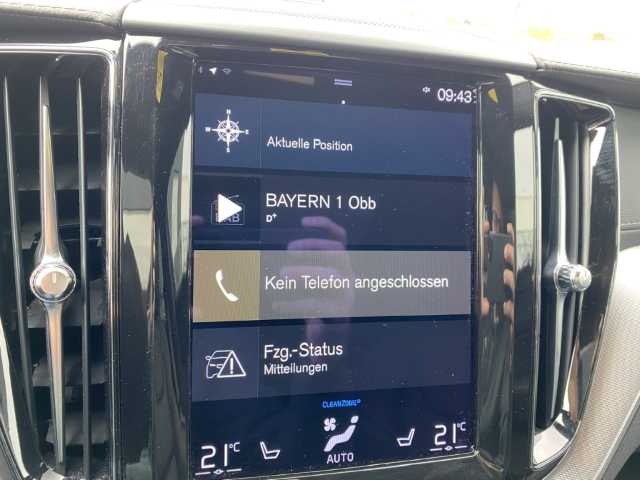 09:43
N
Aktuelle Position
BAYERN 1 Obb
D+
Kein Telefon angeschlossen
Fzg.-Status
Mitteilungen
CLEANZONE
21°C
AUTO
21°C